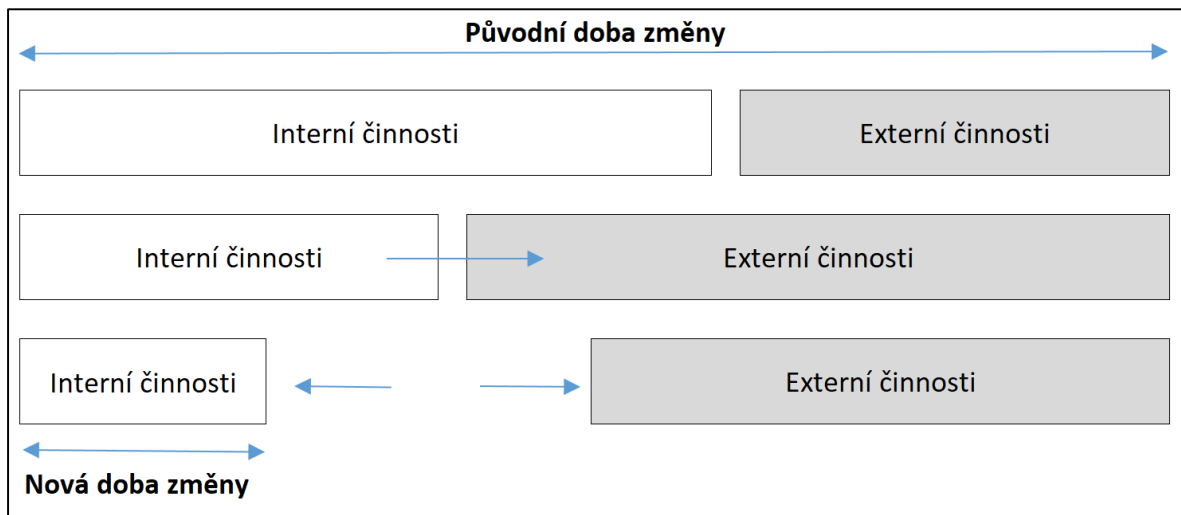 Původní doba změny
Interní činnosti
Externí činnosti
Interní činnosti
Externí činnosti
Interní činnosti
Externí činnosti
Nová doba změny